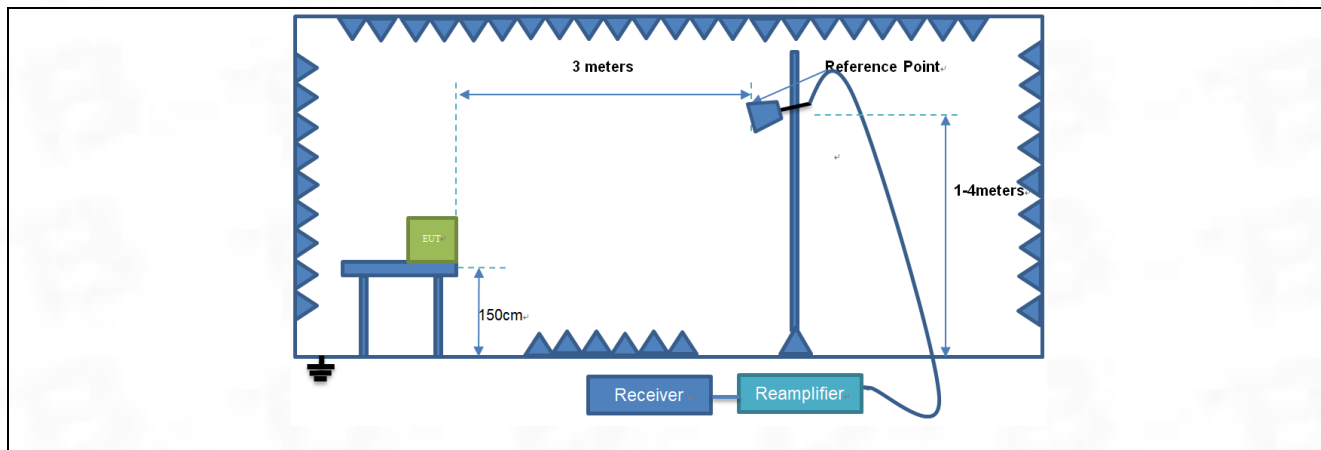 3 meters
Reference Point
1-4meters
EUT
150cm
Receiver
Reamplifier